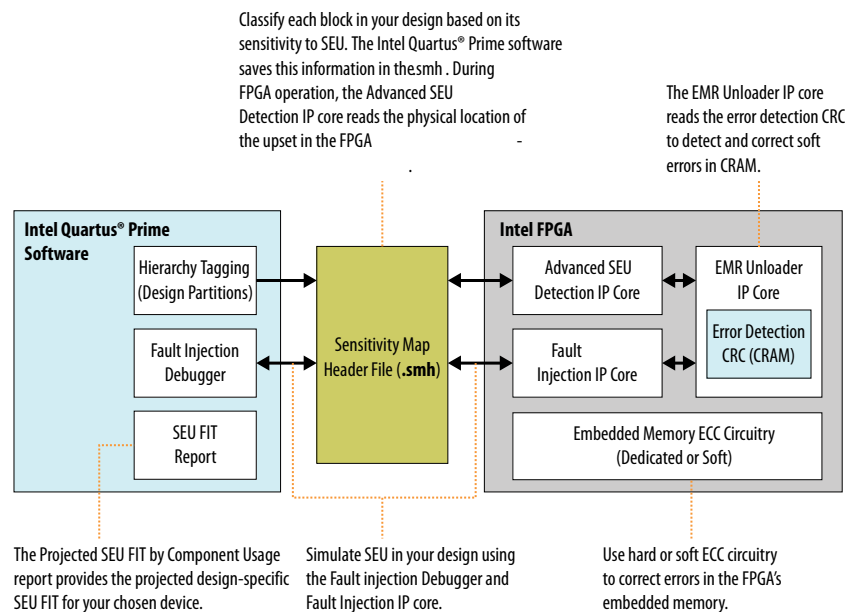 Classify each block in your design based on its
sensitivity to SEU. The Intel Quartus® Prime software
saves this information in the.smh . During
FPGA operation, the Advanced SEU
Detection IP core reads the physical location of
the upset in the FPGA -
.
The EMR Unloader IP core
reads the error detection CRC
to detect and correct soft
errors in CRAM.
Intel Quartus® Prime
Software
Hierarchy Tagging
(Design Partitions)
Fault Injection
Debugger
SEU FIT
Report
Sensitivity Map
Header File (.smh)
Intel FPGA
Advanced SEU
Detection IP Core
EMR Unloader
IP Core
Error Detection
CRC (CRAM)
Fault
Injection IP Core
Embedded Memory ECC Circuitry
(Dedicated or Soft)
The Projected SEU FIT by Component Usage
report provides the projected design-specific
SEU FIT for your chosen device.
Simulate SEU in your design using
the Fault injection Debugger and
Fault Injection IP core.
Use hard or soft ECC circuitry
to correct errors in the FPGA's
embedded memory.